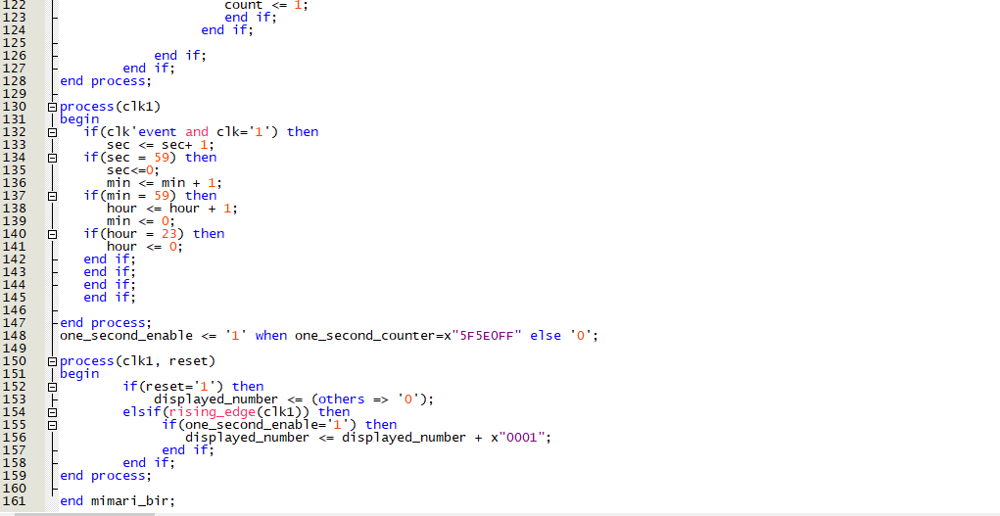 122 count <= 1;
123 end if;
124 end if;
125
126 end if;
127 end if;
128 end process;
129
130 process(clk1)
131 begin
132 if(clk'event and clk='1') then
133 sec <= sec+ 1;
134 if(sec = 59) then
135 sec<=0;
136 min <= min + 1;
137 if(min = 59) then
138 hour <= hour + 1;
139 min <= 0;
140 if(hour = 23) then
141 hour <= 0;
142 end if;
143 end if;
144 end if;
145 end if;
146
147 end process;
148 one_second_enable <= '1' when one_second_counter=x"5F5E0FF" else '0';
149
150 process(clk1, reset)
151 begin
152 if(reset='1') then
153 displayed_number <= (others => '0');
154 elsif(rising_edge(clk1)) then
155 if(one_second_enable='1') then
156 displayed_number <= displayed_number + x"0001";
157 end if;
158 end if;
159 end process;
160
161 end mimari_bir;